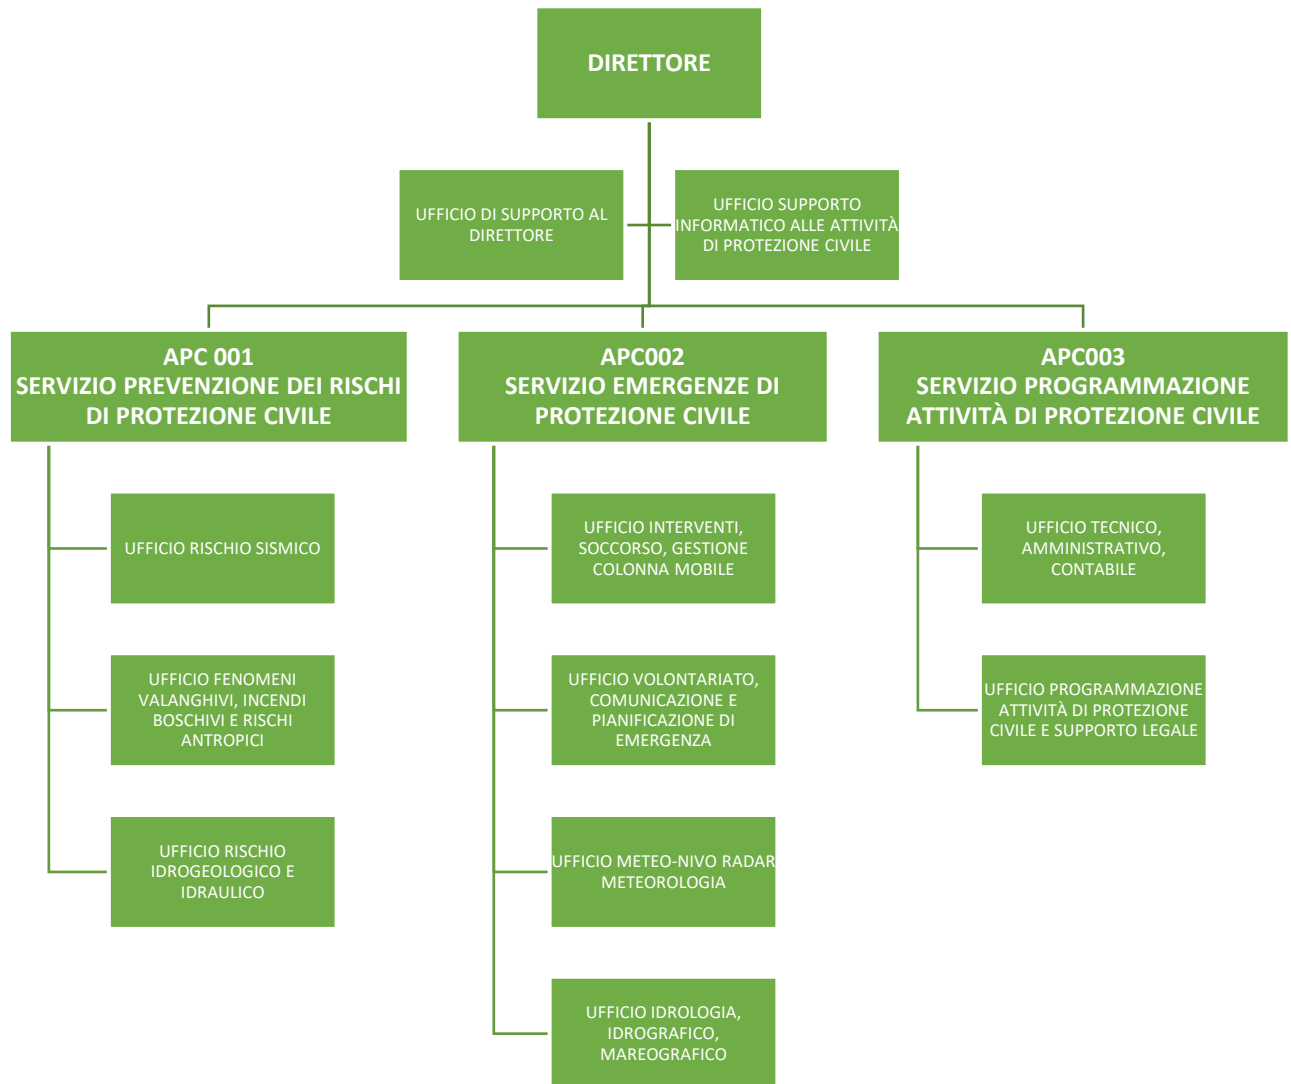 DIRETTORE
UFFICIO DI SUPPORTO AL
DIRETTORE
UFFICIO SUPPORTO
INFORMATICO ALLE ATTIVITÀ
DI PROTEZIONE CIVILE
APC 001
SERVIZIO PREVENZIONE DEI RISCHI
DI PROTEZIONE CIVILE
APC002
SERVIZIO EMERGENZE DI
PROTEZIONE CIVILE
APC003
SERVIZIO PROGRAMMAZIONE
ATTIVITÀ DI PROTEZIONE CIVILE
UFFICIO RISCHIO SISMICO
UFFICIO FENOMENI
VALANGHIVI, INCENDI
BOSCHIVI E RISCHI
ANTROPICI
UFFICIO RISCHIO
IDROGEOLOGICO E
IDRAULICO
UFFICIO INTERVENTI,
SOCCORSO, GESTIONE
COLONNA MOBILE
UFFICIO VOLONTARIATO,
COMUNICAZIONE E
PIANIFICAZIONE DI
EMERGENZA
UFFICIO METEO-NIVO RADAR
METEOROLOGIA
UFFICIO IDROLOGIA,
IDROGRAFICO,
MAREOGRAFICO
UFFICIO TECNICO,
AMMINISTRATIVO,
CONTABILE
UFFICIO PROGRAMMAZIONE
ATTIVITÀ DI PROTEZIONE
CIVILE E SUPPORTO LEGALE